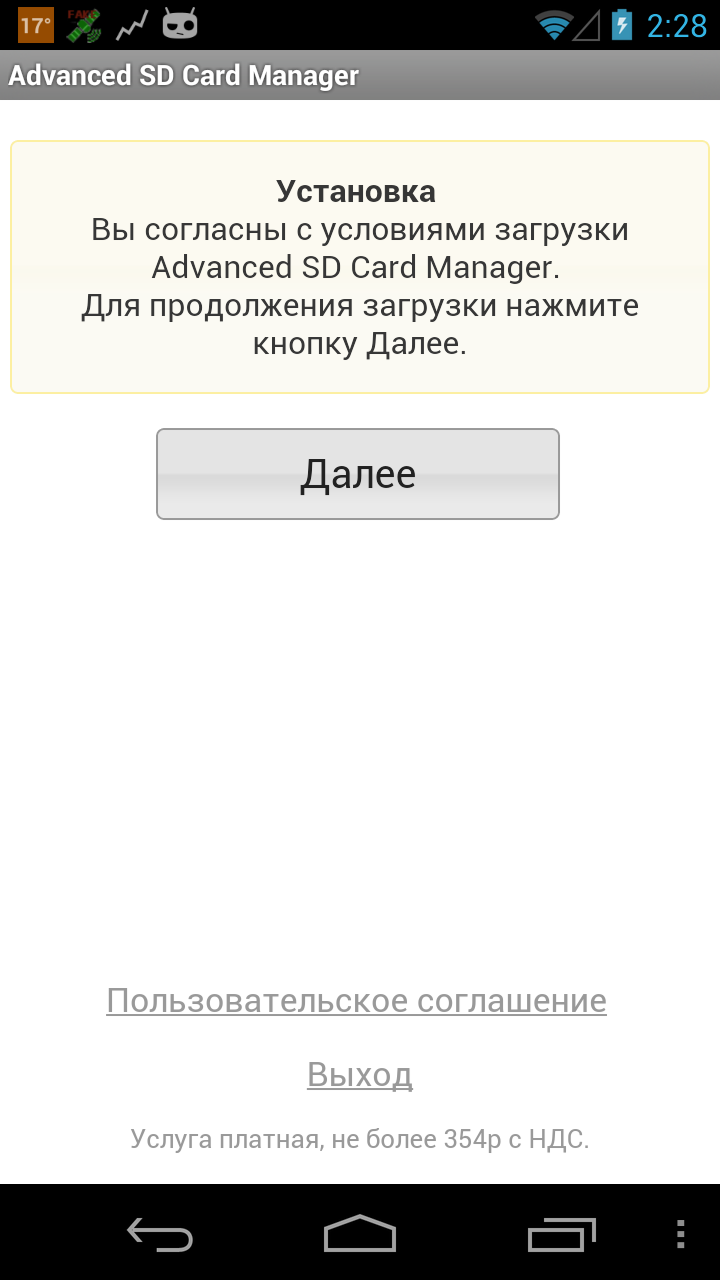 17°
FAKE
2:28
Advanced SD Card Manager
Установка
Вы согласны с условиями загрузки
Advanced SD Card Manager.
Для продолжения загрузки нажмите
кнопку Далее.
Далее
Пользовательское соглашение
Выход
Услуга платная, не более 354р с НДС.